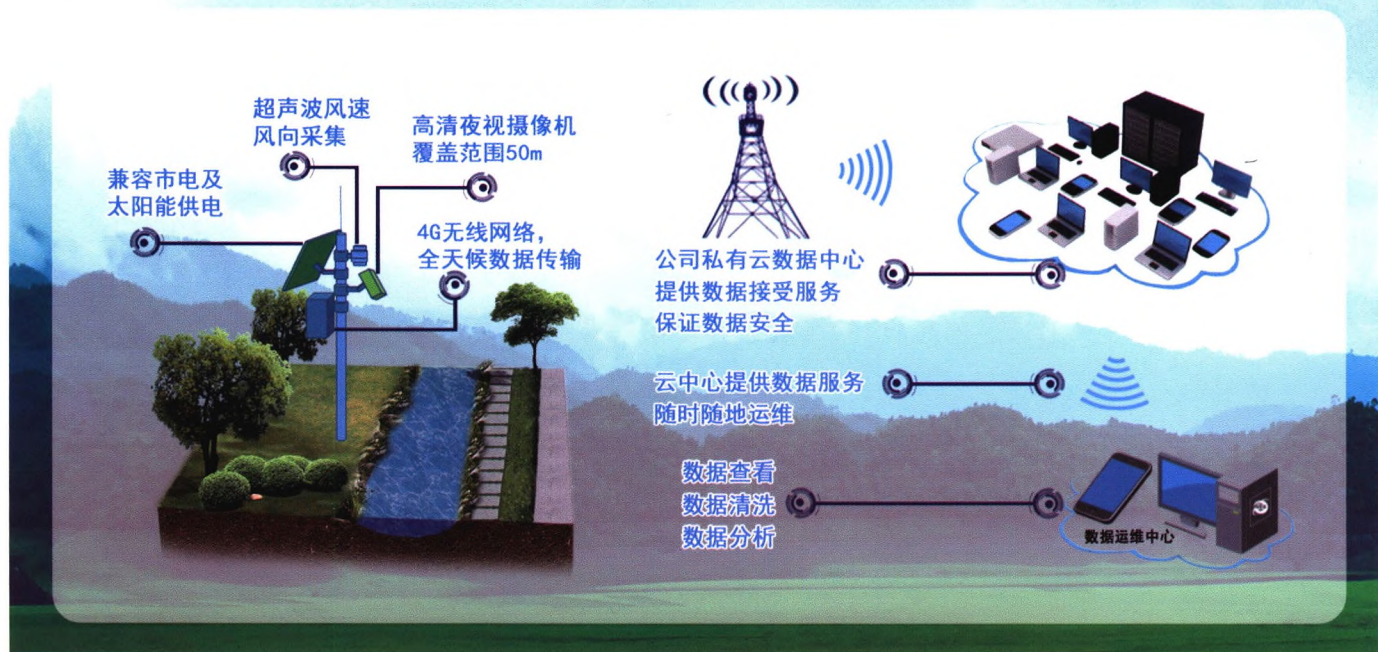 超声波风速
风向采集
高清夜视摄像机
覆盖范围50m
兼容市电及
太阳能供电
4G无线网络，
全天候数据传输
公司私有云数据中心
提供数据接受服务
保证数据安全
云中心提供数据服务
随时随地运维
数据查看
数据清洗
数据分析
数据运维中心